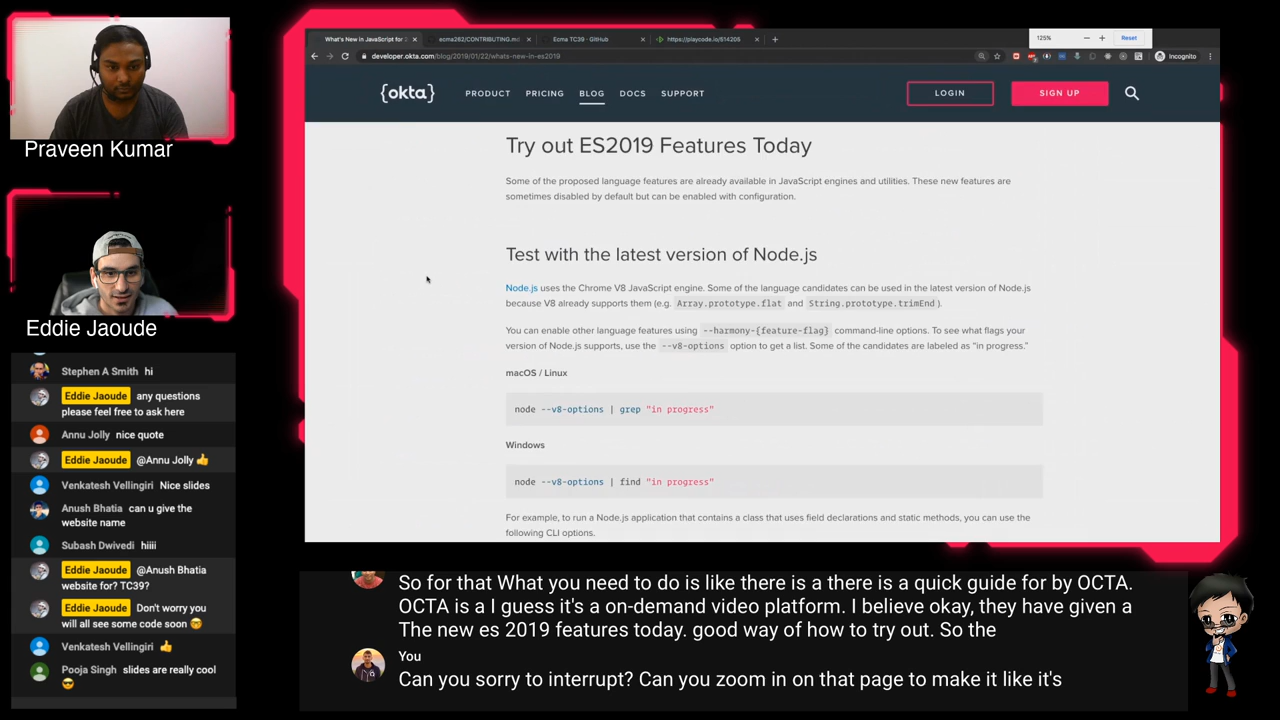 Praveen Kumar
Eddie Jaoude
Stephen A Smith hi
Eddie Jaoude any questions
please feel free to ask here
Annu Jolly nice quote
Eddie Jaoude @Annu Jolly 👍
Venkatesh Vellingiri Nice slides
Anush Bhatia can u give the
website name
Subash Dwivedi hiiii
Eddie Jaoude @Anush Bhatia
website for? TC39?
Eddie Jaoude Don't worry you
will all see some code soon 🤓
Venkatesh Vellingiri 👍
Pooja Singh slides are really cool
😎
What's New in JavaScript for
ecma262/CONTRIBUTING.m
Ecma TC39 · GitHub
https://playcode.io/514205
125%
Reset
developer.okta.com/blog/2019/01/22/whats-new-in-es2019
Incognito
{okta}
PRODUCT PRICING BLOG DOCS SUPPORT
LOGIN
SIGN UP
Try out ES2019 Features Today
Some of the proposed language features are already available in JavaScript engines and utilities. These new features are
sometimes disabled by default but can be enabled with configuration.
Test with the latest version of Node.js
Node.js uses the Chrome V8 JavaScript engine. Some of the language candidates can be used in the latest version of Node.js
because V8 already supports them (e.g. Array.prototype.flat and String.prototype.trimEnd ).
You can enable other language features using --harmony-{feature-flag} command-line options. To see what flags your
version of Node.js supports, use the --v8-options option to get a list. Some of the candidates are labeled as “in progress.”
macOS / Linux
node --v8-options | grep "in progress"
Windows
node --v8-options | find "in progress"
For example, to run a Node.js application that contains a class that uses field declarations and static methods, you can use the
following CLI options.
So for that What you need to do is like there is a there is a quick guide for by OCTA.
OCTA is a I guess it's a on-demand video platform. I believe okay, they have given a
The new es 2019 features today. good way of how to try out. So the
You
Can you sorry to interrupt? Can you zoom in on that page to make it like it's